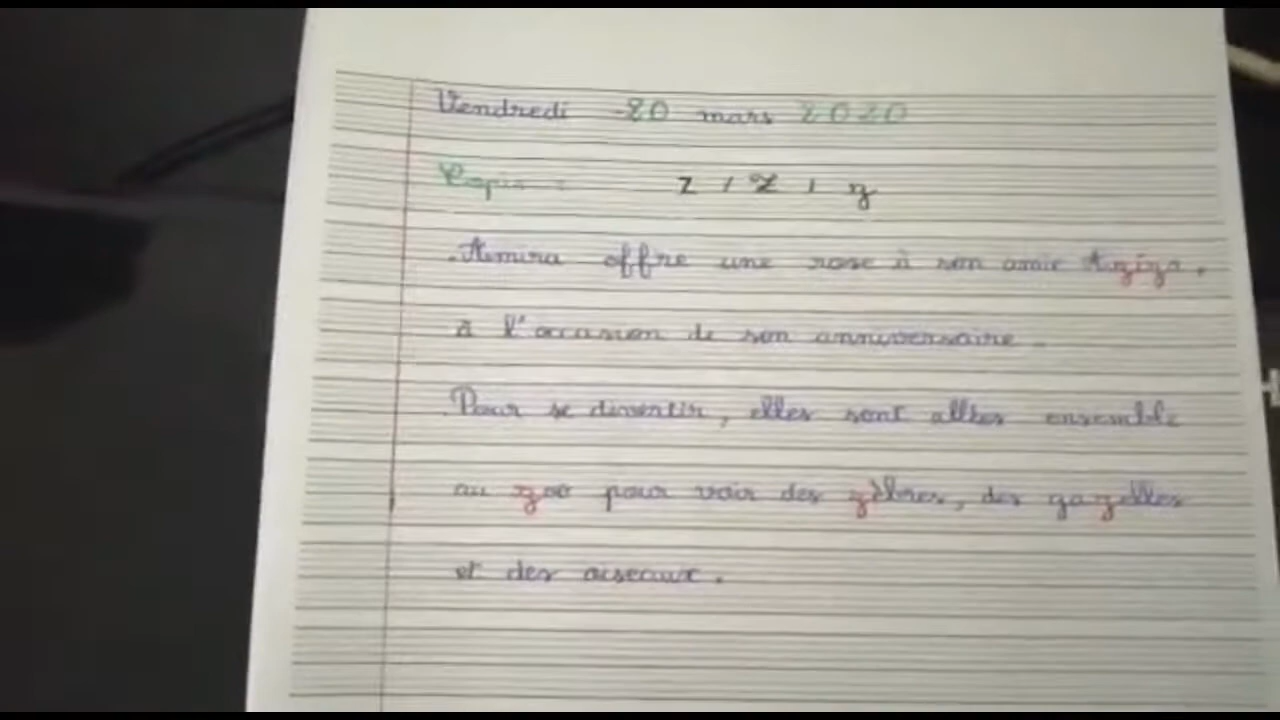 Vendredi 20 mars 2020
Copie : z / Z / z
Amira offre une rose à son amie Aziza,
à l'occasion de son anniversaire.
Pour se divertir, elles sont allées ensemble
au zoo pour voir des zèbres, des gazelles
et des oiseaux.